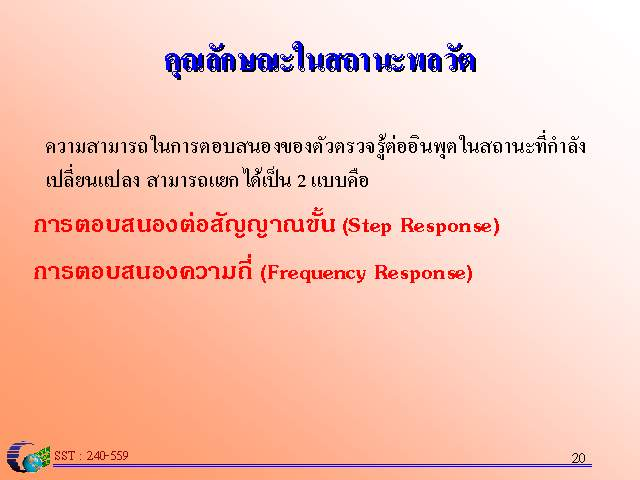 คุณลักษณะในสถานะพลวัต
ความสามารถในการตอบสนองของตัวตรวจรู้ต่ออินพุตในสถานะที่กำลัง
เปลี่ยนแปลง สามารถแยกได้เป็น 2 แบบคือ
การตอบสนองต่อสัญญาณขั้น (Step Response)
การตอบสนองความถี่ (Frequency Response)
SST : 240-559
20